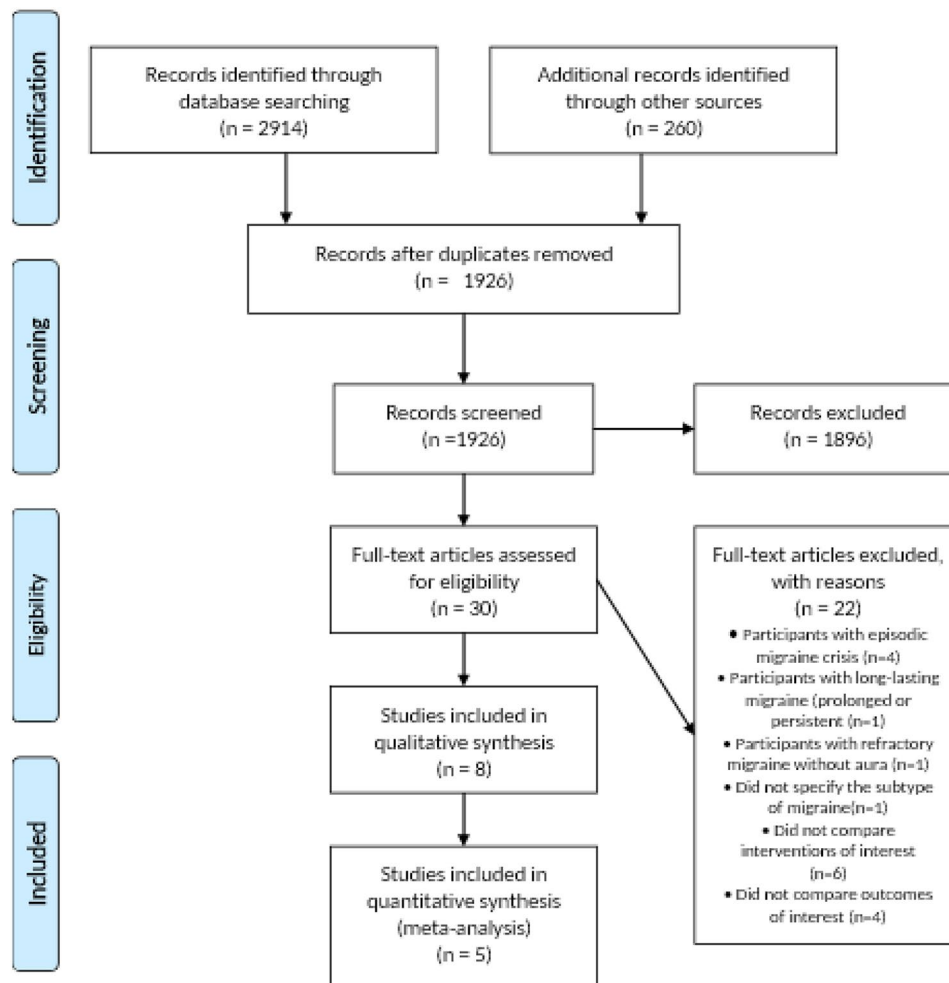 Identification
Records identified through
database searching
(n = 2914)
Additional records identified
through other sources
(n = 260)
Records after duplicates removed
(n = 1926)
Screening
Records screened
(n =1926)
Records excluded
(n = 1896)
Eligibility
Full-text articles assessed
for eligibility
(n = 30)
Full-text articles excluded,
with reasons
(n = 22)
• Participants with episodic
migraine crisis (n=4)
• Participants with long-lasting
migraine (prolonged or
persistent (n=1)
• Participants with refractory
migraine without aura (n=1)
• Did not specify the subtype
of migraine(n=1)
• Did not compare
interventions of interest
(n=6)
• Did not compare outcomes
of interest (n=4)
Studies included in
qualitative synthesis
(n = 8)
Included
Studies included in
quantitative synthesis
(meta-analysis)
(n = 5)